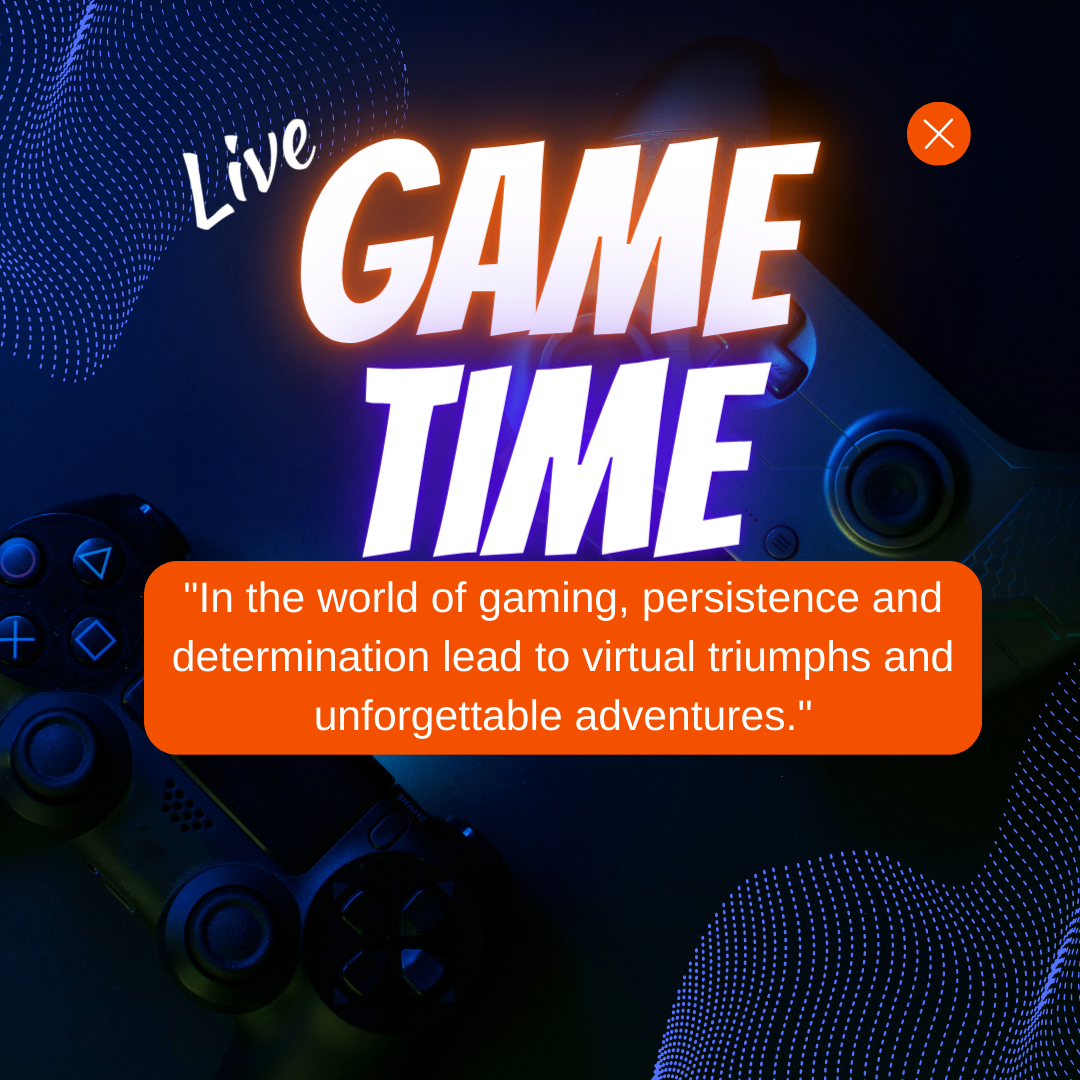 Live
GAME
TIME
"In the world of gaming, persistence and
determination lead to virtual triumphs and
unforgettable adventures."